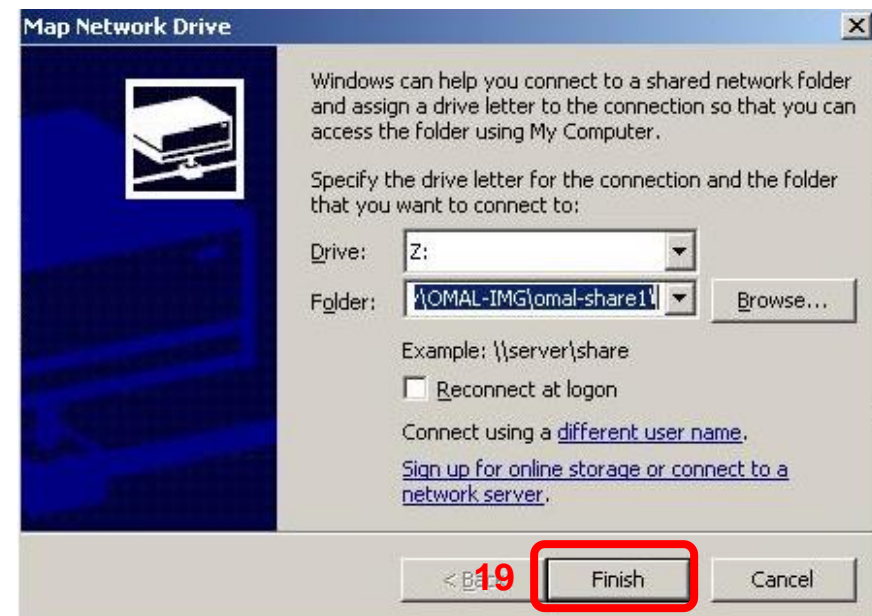 Map Network Drive
Windows can help you connect to a shared network folder
and assign a drive letter to the connection so that you can
access the folder using My Computer.
Specify the drive letter for the connection and the folder
that you want to connect to:
Drive: Z:
Folder: \OMAL-IMG\omal-share1\ Browse...
Example: \\server\share
Reconnect at logon
Connect using a different user name.
Sign up for online storage or connect to a
network server.
< 19 Finish Cancel